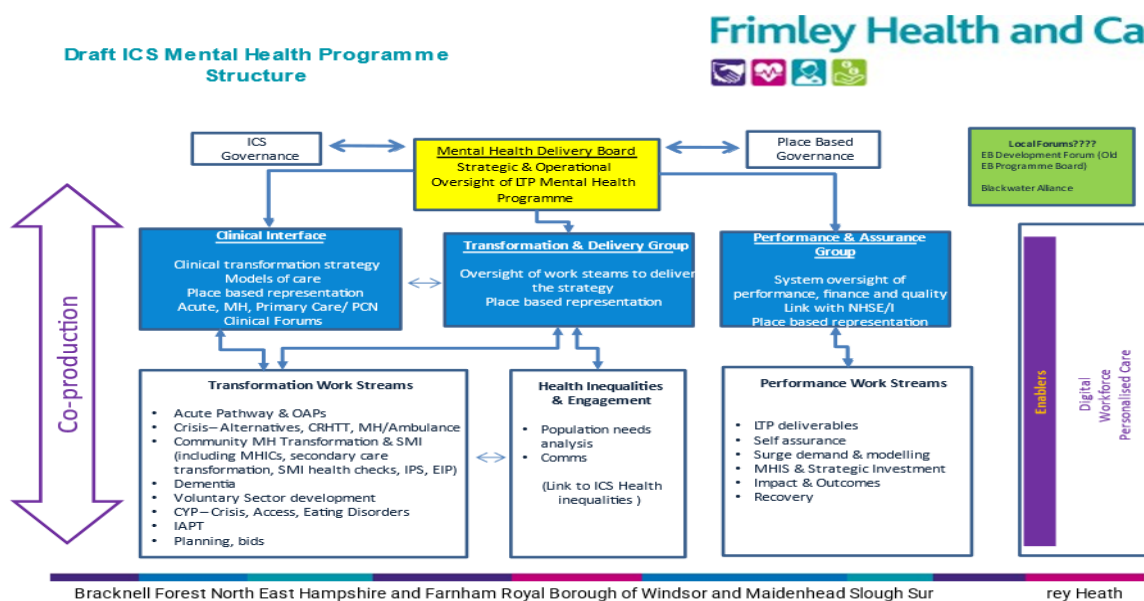 Draft ICS Mental Health Programme
Structure
Frimley Health and Ca
ICS
Governance
Mental Health Delivery Board
Strategic & Operational
Oversight of LTP Mental Health
Programme
Place Based
Governance
Local Forums????
EB Development Forum (Old
EB Programme Board)
Blackwater Alliance
Co-production
Clinical Interface
Clinical transformation strategy
Models of care
Place based representation
Acute, MH, Primary Care/ PCN
Clinical Forums
Transformation & Delivery Group
Oversight of work steams to deliver
the strategy
Place based representation
Performance & Assurance
Group
System oversight of
performance, finance and quality
Link with NHSE/I
Place based representation
Transformation Work Streams
• Acute Pathway & OAPs
• Crisis– Alternatives, CRHTT, MH/Ambulance
• Community MH Transformation & SMI
(including MHICs, secondary care
transformation, SMI health checks, IPS, EIP)
• Dementia
• Voluntary Sector development
• CYP– Crisis, Access, Eating Disorders
• IAPT
• Planning, bids
Health Inequalities
& Engagement
• Population needs
analysis
• Comms
(Link to ICS Health
inequalities )
Performance Work Streams
• LTP deliverables
• Self assurance
• Surge demand & modelling
• MHIS & Strategic Investment
• Impact & Outcomes
• Recovery
Enablers
Digital
Workforce
Personalised Care
Bracknell Forest North East Hampshire and Farnham Royal Borough of Windsor and Maidenhead Slough Sur rey Heath